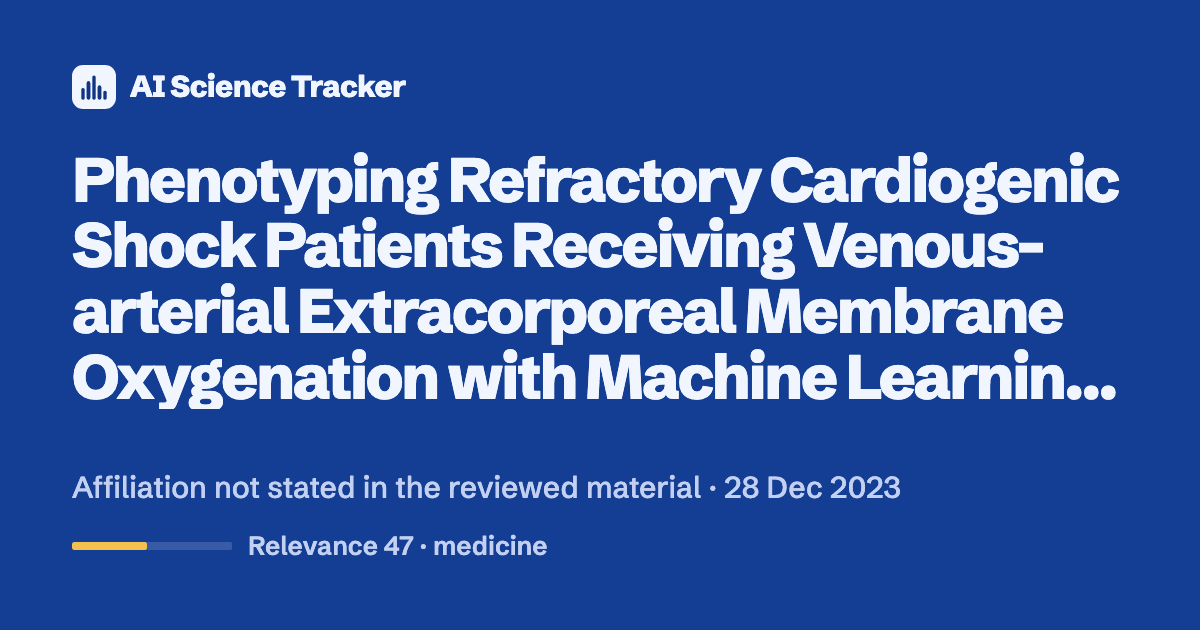 AI Science Tracker
Phenotyping Refractory Cardiogenic
Shock Patients Receiving Venous-
arterial Extracorporeal Membrane
Oxygenation with Machine Learnin...
Affiliation not stated in the reviewed material · 28 Dec 2023
Relevance 47 · medicine